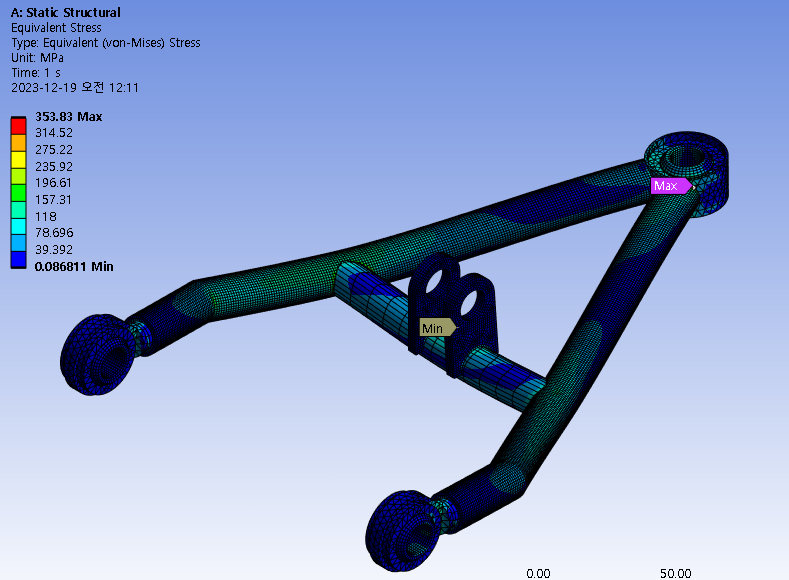 A: Static Structural
Equivalent Stress
Type: Equivalent (von-Mises) Stress
Unit: MPa
Time: 1 s
2023-12-19 오전 12:11
353.83 Max
314.52
275.22
235.92
196.61
157.31
118
78.696
39.392
0.086811 Min
Max
Min
0.00 50.00